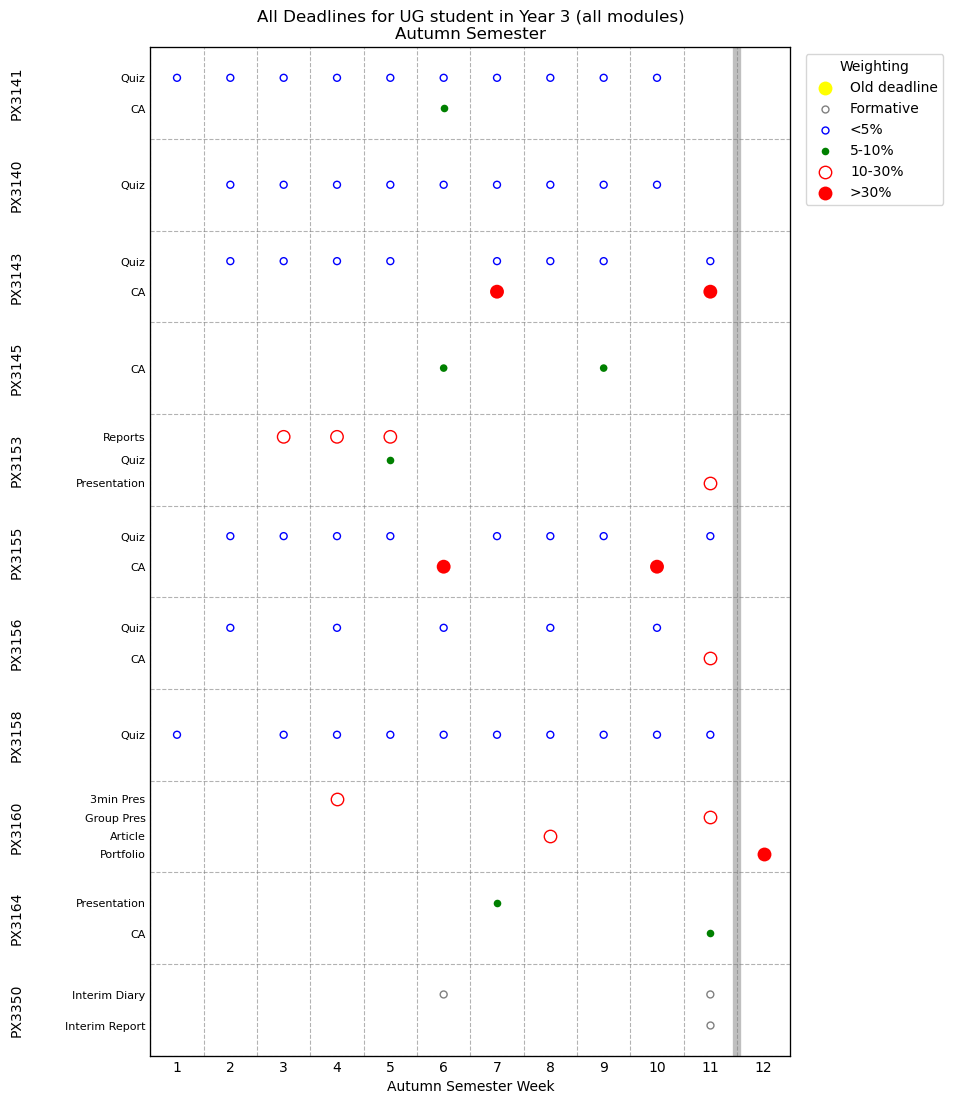 All Deadlines for UG student in Year 3 (all modules)
Autumn Semester
Weighting
Old deadline
Formative
<5%
5-10%
10-30%
>30%
PX3141
Quiz
CA
PX3140
Quiz
PX3143
Quiz
CA
PX3145
CA
PX3153
Reports
Quiz
Presentation
PX3155
Quiz
CA
PX3156
Quiz
CA
PX3158
Quiz
PX3160
3min Pres
Group Pres
Article
Portfolio
PX3164
Presentation
CA
PX3350
Interim Diary
Interim Report
1 2 3 4 5 6 7 8 9 10 11 12
Autumn Semester Week